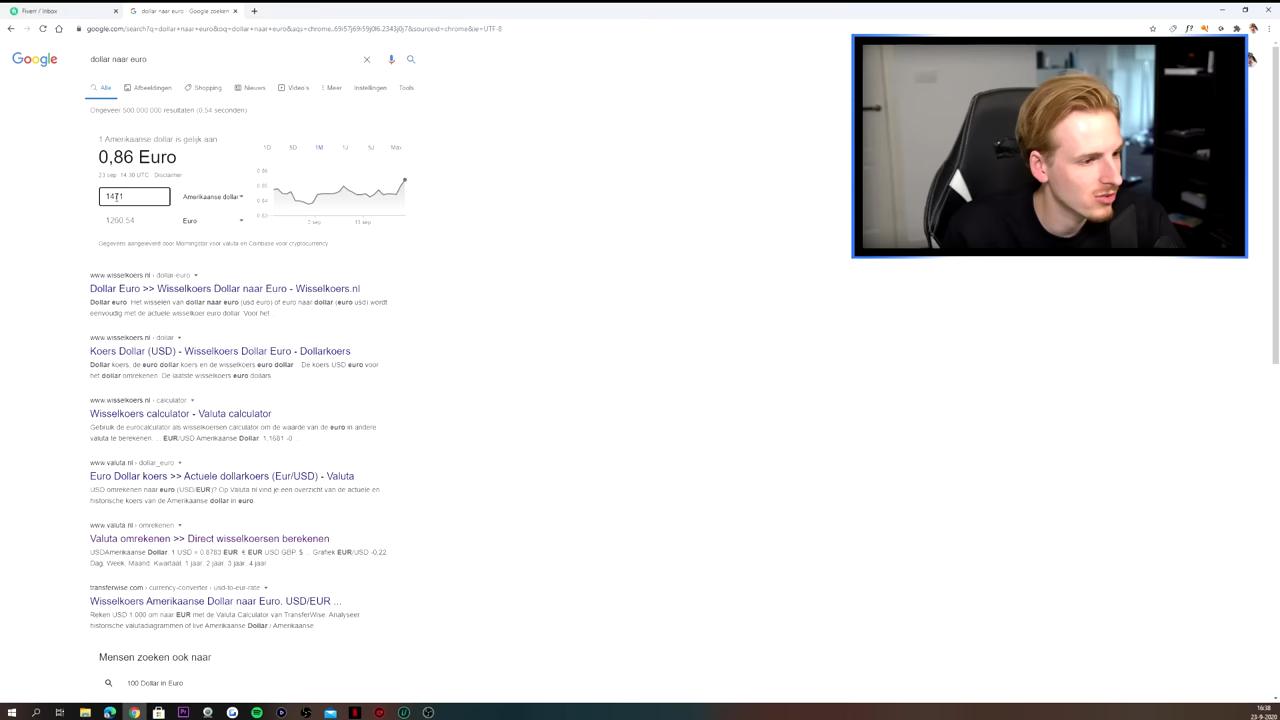 Fiverr / Inbox
dollar naar euro - Google zoeken
google.com/search?q=dollar+naar+euro&oq=dollar+naar+euro&aqs=chrome..69i57j69i59j0l6.2343j0j7&sourceid=chrome&ie=UTF-8
Google
dollar naar euro
Alle
Afbeeldingen
Shopping
Nieuws
Video's
Meer
Instellingen
Tools
Ongeveer 500.000.000 resultaten (0,54 seconden)
1 Amerikaanse dollar is gelijk aan
0,86 Euro
23 sep. 14:30 UTC · Disclaimer
1471
Amerikaanse dollar
1260.54
Euro
1D
5D
1M
1J
5J
Max
0.86
0.85
0.84
0.83
11 sep
Gegevens aangeleverd door Morningstar voor valuta en Coinbase voor cryptocurrency
www.wisselkoers.nl › dollar-euro
Dollar Euro >> Wisselkoers Dollar naar Euro - Wisselkoers.nl
Dollar euro. Het wisselen van dollar naar euro (usd euro) of euro naar dollar (euro usd) wordt
eenvoudig met de actuele wisselkoers euro dollar. Voor het
www.wisselkoers.nl › dollar
Koers Dollar (USD) - Wisselkoers Dollar Euro - Dollarkoers
Dollar koers, de euro dollar koers en de wisselkoers euro dollar . De koers USD euro voor
het dollar omrekenen. De laatste wisselkoers euro dollars.
www.wisselkoers.nl › calculator
Wisselkoers calculator - Valuta calculator
Gebruik de eurocalculator als wisselkoersen calculator om de waarde van de euro in andere
valuta te berekenen. ... EUR/USD Amerikaanse Dollar. 1,1681 -0 ...
www.valuta.nl › dollar_euro
Euro Dollar koers >> Actuele dollarkoers (Eur/USD) - Valuta
USD omrekenen naar euro (USD/EUR)? Op Valuta.nl vind je een overzicht van de actuele en
historische koers van de Amerikaanse dollar in euro.
www.valuta.nl › omrekenen
Valuta omrekenen >> Direct wisselkoersen berekenen
USDAmerikaanse Dollar. 1 USD = 0.8783 EUR. € EUR USD GBP. $ ... Grafiek EUR/USD -0,22.
Dag. Week. Maand. Kwartaal. 1 jaar. 2 jaar. 3 jaar. 4 jaar
transferwise.com › currency-converter › usd-to-eur-rate
Wisselkoers Amerikaanse Dollar naar Euro. USD/EUR ...
Reken USD 1.000 om naar EUR met de Valuta Calculator van TransferWise. Analyseer
historische valutadiagrammen of live Amerikaanse Dollar / Amerikaanse
Mensen zoeken ook naar
100 Dollar in Euro
16:38
23-9-2020